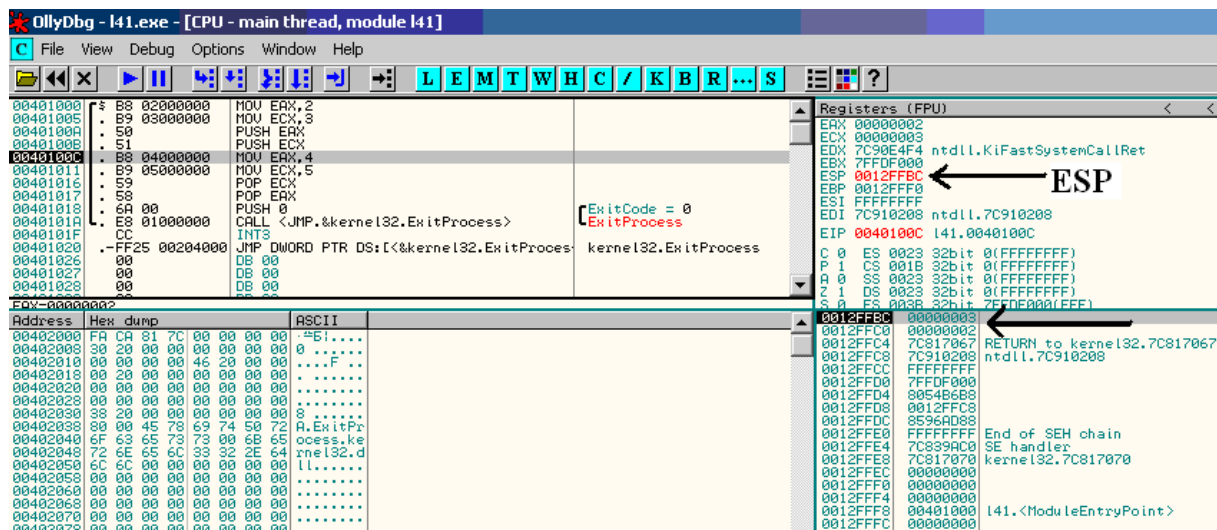 OllyDbg - l41.exe - [CPU - main thread, module l41]
C File View Debug Options Window Help
L E M T W H C / K B R ... S ?
00401000 $ B8 02000000 MOV EAX,2
00401005 . B9 03000000 MOV ECX,3
0040100A . 50 PUSH EAX
0040100B . 51 PUSH ECX
0040100C . B8 04000000 MOV EAX,4
00401011 . B9 05000000 MOV ECX,5
00401016 . 59 POP ECX
00401017 . 58 POP EAX
00401018 . 6A 00 PUSH 0 ExitCode = 0
0040101A . E8 01000000 CALL <JMP.&kernel32.ExitProcess> ExitProcess
0040101F CC INT3
00401020 .-FF25 00204000 JMP DWORD PTR DS:[<&kernel32.ExitProces kernel32.ExitProcess
00401026 00 DB 00
00401027 00 DB 00
00401028 00 DB 00
EAX=00000002
Registers (FPU) < <
EAX 00000002
ECX 00000003
EDX 7C90E4F4 ntdll.KiFastSystemCallRet
EBX 7FFDF000
ESP 0012FFBC ESP
EBP 0012FFF0
ESI FFFFFFFF
EDI 7C910208 ntdll.7C910208
EIP 0040100C l41.0040100C
C 0 ES 0023 32bit 0(FFFFFFFF)
P 1 CS 001B 32bit 0(FFFFFFFF)
A 0 SS 0023 32bit 0(FFFFFFFF)
Z 1 DS 0023 32bit 0(FFFFFFFF)
S 0 FS 003B 32bit 7FFDE000(FFF)
Address Hex dump ASCII
00402000 FA CA 81 7C 00 00 00 00
00402008 30 20 00 00 00 00 00 00 0 ......
00402010 00 00 00 00 46 20 00 00 ....F ..
00402018 00 20 00 00 00 00 00 00 . ......
00402020 00 00 00 00 00 00 00 00 ........
00402028 00 00 00 00 00 00 00 00 ........
00402030 38 20 00 00 00 00 00 00 8 ......
00402038 80 00 45 78 69 74 50 72 A.ExitPr
00402040 6F 63 65 73 73 00 6B 65 ocess.ke
00402048 72 6E 65 6C 33 32 2E 64 rnel32.d
00402050 6C 6C 00 00 00 00 00 00 ll......
00402058 00 00 00 00 00 00 00 00 ........
00402060 00 00 00 00 00 00 00 00 ........
00402068 00 00 00 00 00 00 00 00 ........
00402070 00 00 00 00 00 00 00 00 ........
0012FFBC 00000003
0012FFC0 00000002
0012FFC4 7C817067 RETURN to kernel32.7C817067
0012FFC8 7C910208 ntdll.7C910208
0012FFCC FFFFFFFF
0012FFD0 7FFDF000
0012FFD4 8054B6B8
0012FFD8 0012FFC8
0012FFDC 8596AD88
0012FFE0 FFFFFFFF End of SEH chain
0012FFE4 7C839AC0 SE handler
0012FFE8 7C817070 kernel32.7C817070
0012FFEC 00000000
0012FFF0 00000000
0012FFF4 00000000
0012FFF8 00401000 l41.<ModuleEntryPoint>
0012FFFC 00000000